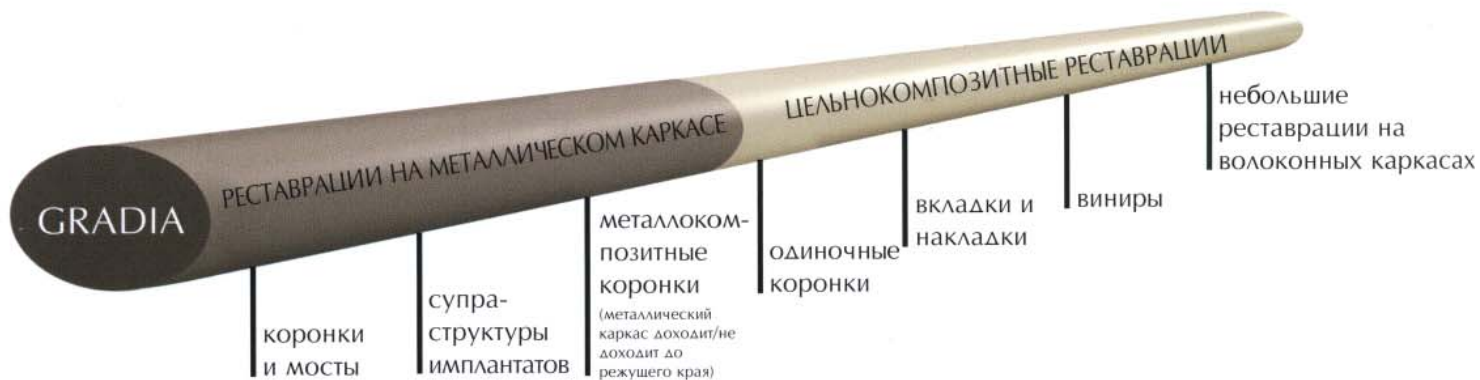 GRADIA
РЕСТАВРАЦИИ НА МЕТАЛЛИЧЕСКОМ КАРКАСЕ
ЦЕЛЬНОКОМПОЗИТНЫЕ РЕСТАВРАЦИИ
коронки
и мосты
супра-
структуры
имплантатов
металлоком-
позитные
коронки
(металлический
каркас доходит/не
доходит до
режущего края)
одиночные
коронки
вкладки и
накладки
виниры
небольшие
реставрации на
волоконных каркасах